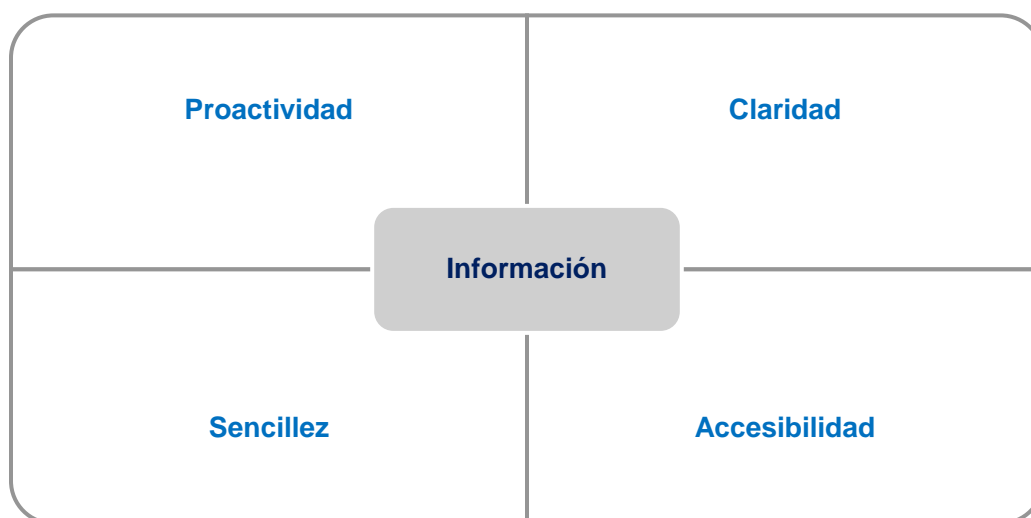 Proactividad
Claridad
Información
Sencillez
Accesibilidad